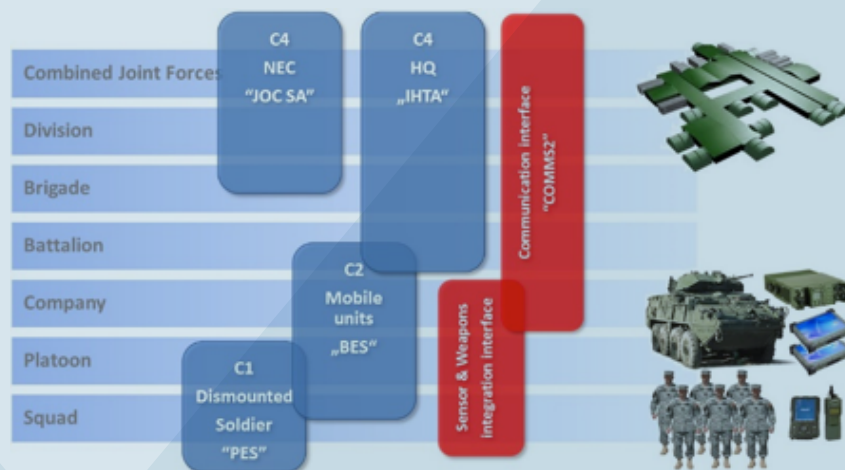 Combined Joint Forces
Division
Brigade
Battalion
Company
Platoon
Squad
C4
NEC
"JOC SA"
C4
HQ
„IHTA“
C2
Mobile
units
„BES“
C1
Dismounted
Soldier
"PES"
Communication interface
"COMMS2"
Sensor & Weapons
integration interface